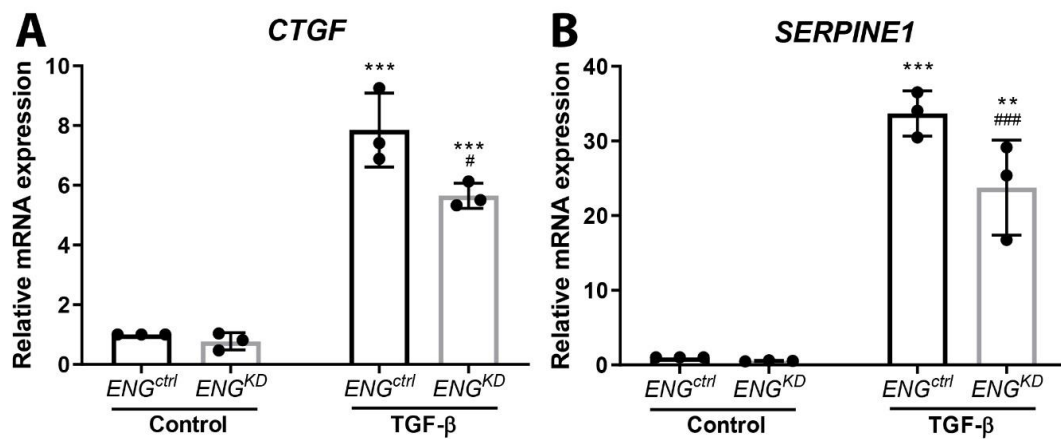 A
CTGF
Relative mRNA expression
10
8
6
4
2
0
***
***
#
ENGctrl
ENGKD
ENGctrl
ENGKD
Control
TGF-β
B
SERPINE1
Relative mRNA expression
40
30
20
10
0
***
**
###
ENGctrl
ENGKD
ENGctrl
ENGKD
Control
TGF-β